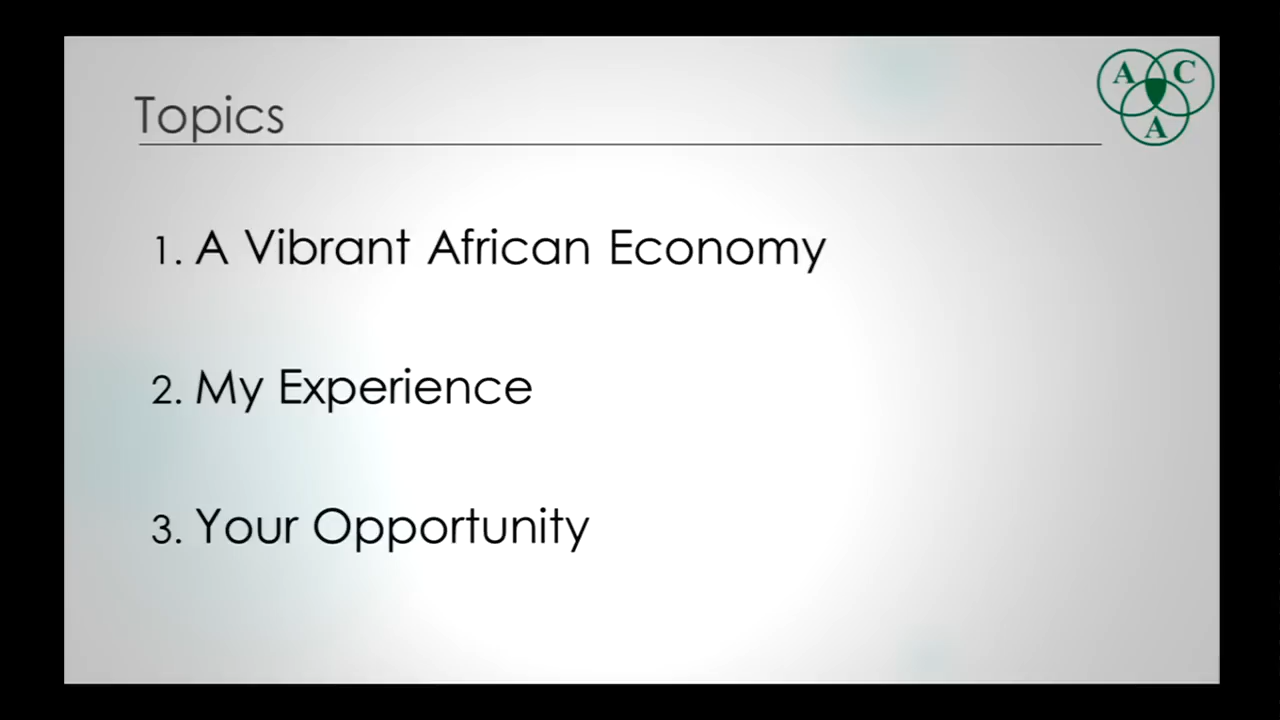 Topics
A C
A
1. A Vibrant African Economy
2. My Experience
3. Your Opportunity